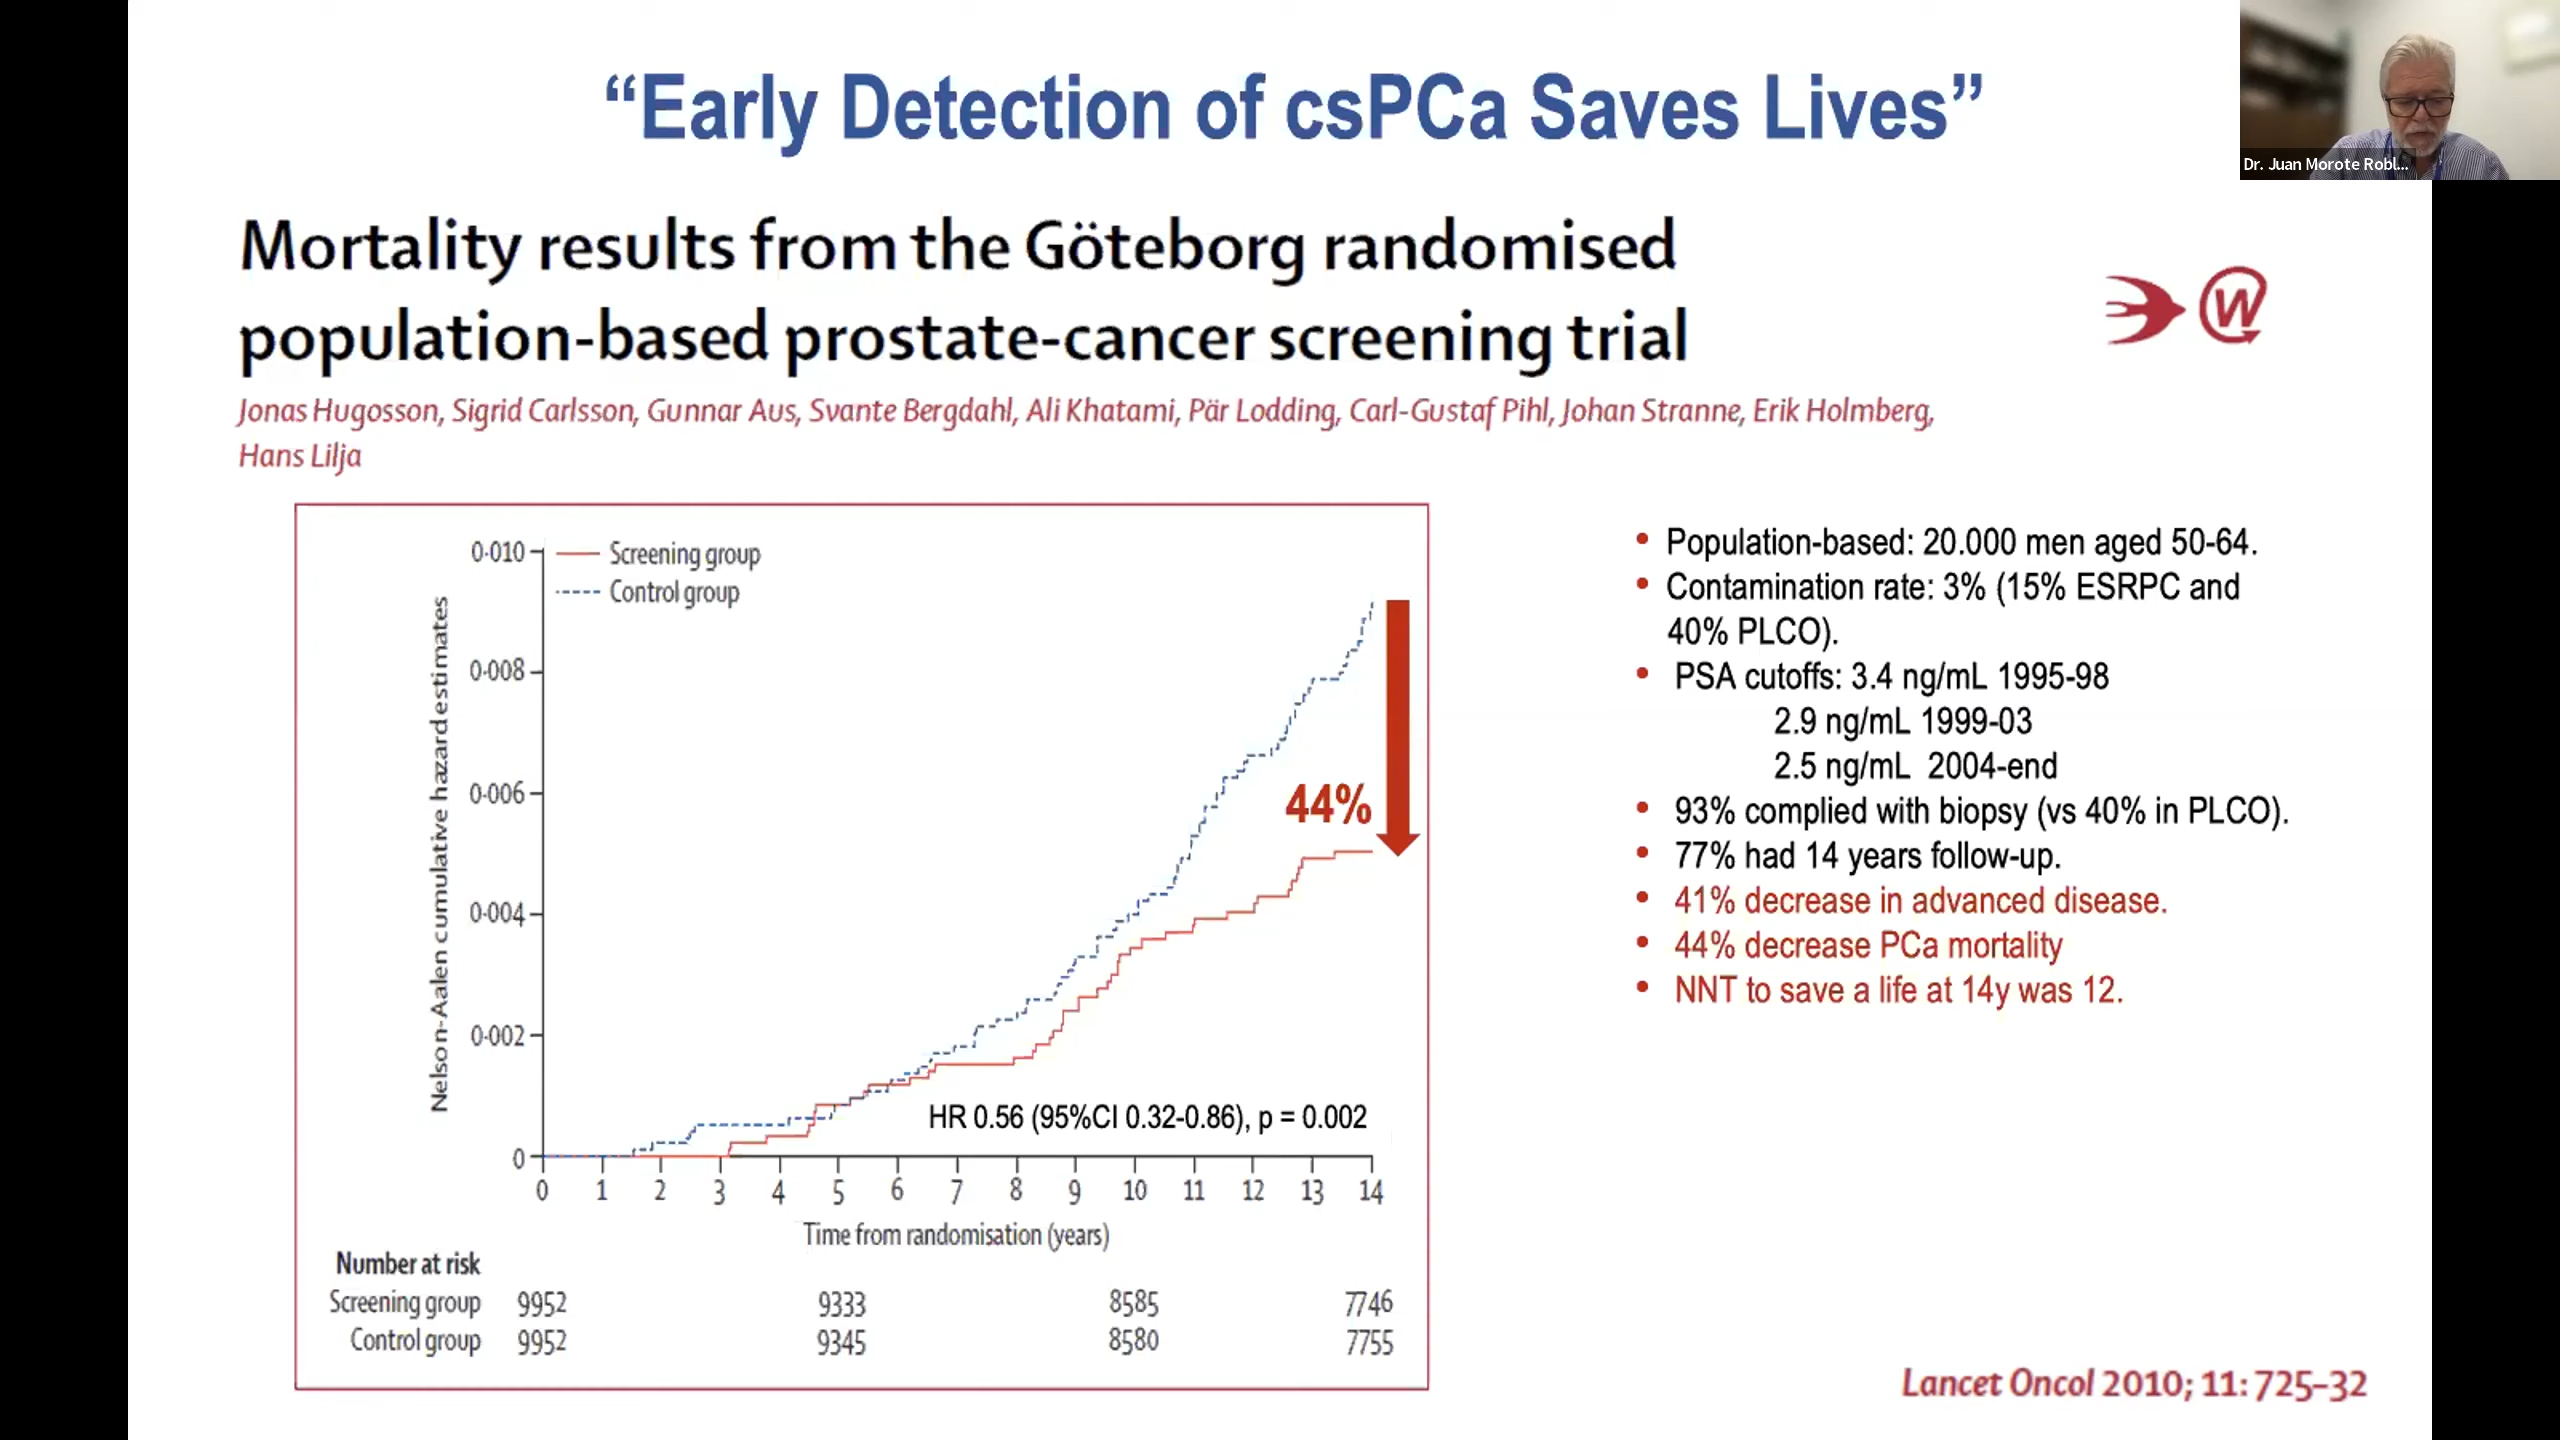 “Early Detection of csPCa Saves Lives”
Dr. Juan Morote Robl...
Mortality results from the Göteborg randomised
population-based prostate-cancer screening trial
W
Jonas Hugosson, Sigrid Carlsson, Gunnar Aus, Svante Bergdahl, Ali Khatami, Pär Lodding, Carl-Gustaf Pihl, Johan Stranne, Erik Holmberg,
Hans Lilja
Nelson-Aalen cumulative hazard estimates
0·010
0·008
0·006
0·004
0·002
0
Screening group
Control group
44%
HR 0.56 (95%CI 0.32-0.86), p = 0.002
0 1 2 3 4 5 6 7 8 9 10 11 12 13 14
Time from randomisation (years)
Number at risk
Screening group 9952 9333 8585 7746
Control group 9952 9345 8580 7755
• Population-based: 20.000 men aged 50-64.
• Contamination rate: 3% (15% ESRPC and
40% PLCO).
• PSA cutoffs: 3.4 ng/mL 1995-98
2.9 ng/mL 1999-03
2.5 ng/mL 2004-end
• 93% complied with biopsy (vs 40% in PLCO).
• 77% had 14 years follow-up.
• 41% decrease in advanced disease.
• 44% decrease PCa mortality
• NNT to save a life at 14y was 12.
Lancet Oncol 2010; 11: 725–32